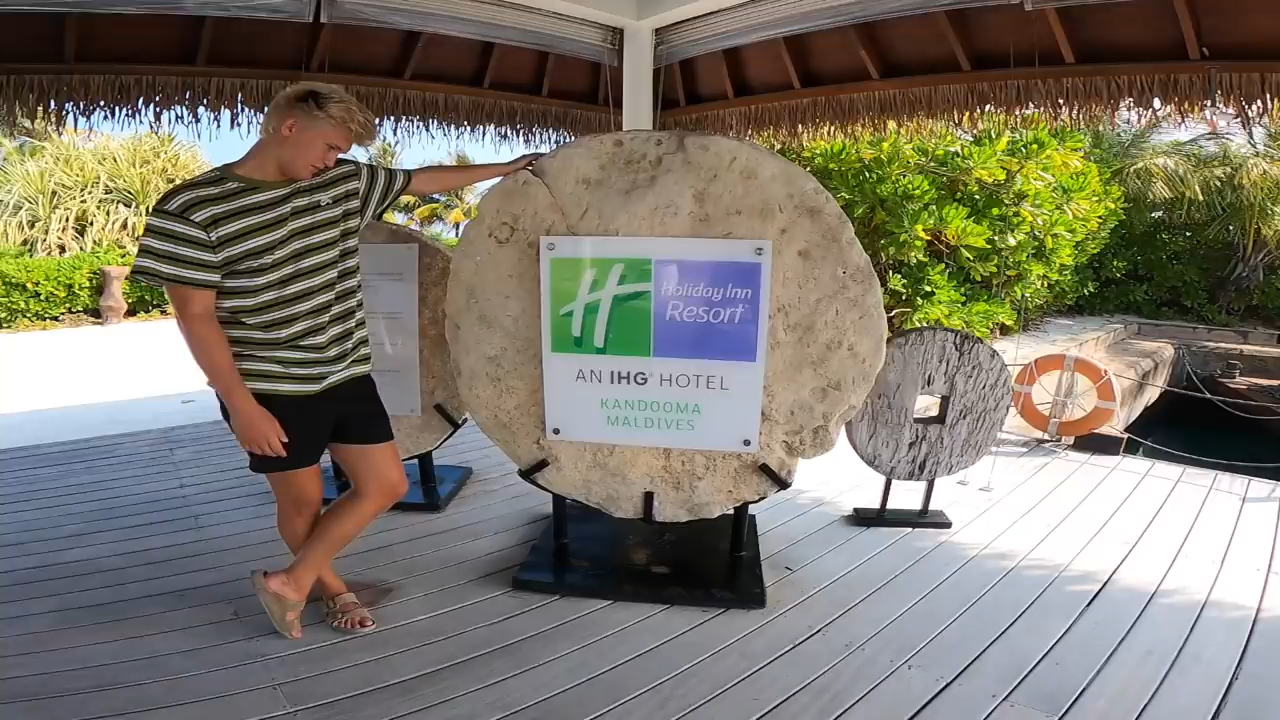 H
Holiday Inn
Resort
AN IHG® HOTEL
KANDOOMA
MALDIVES